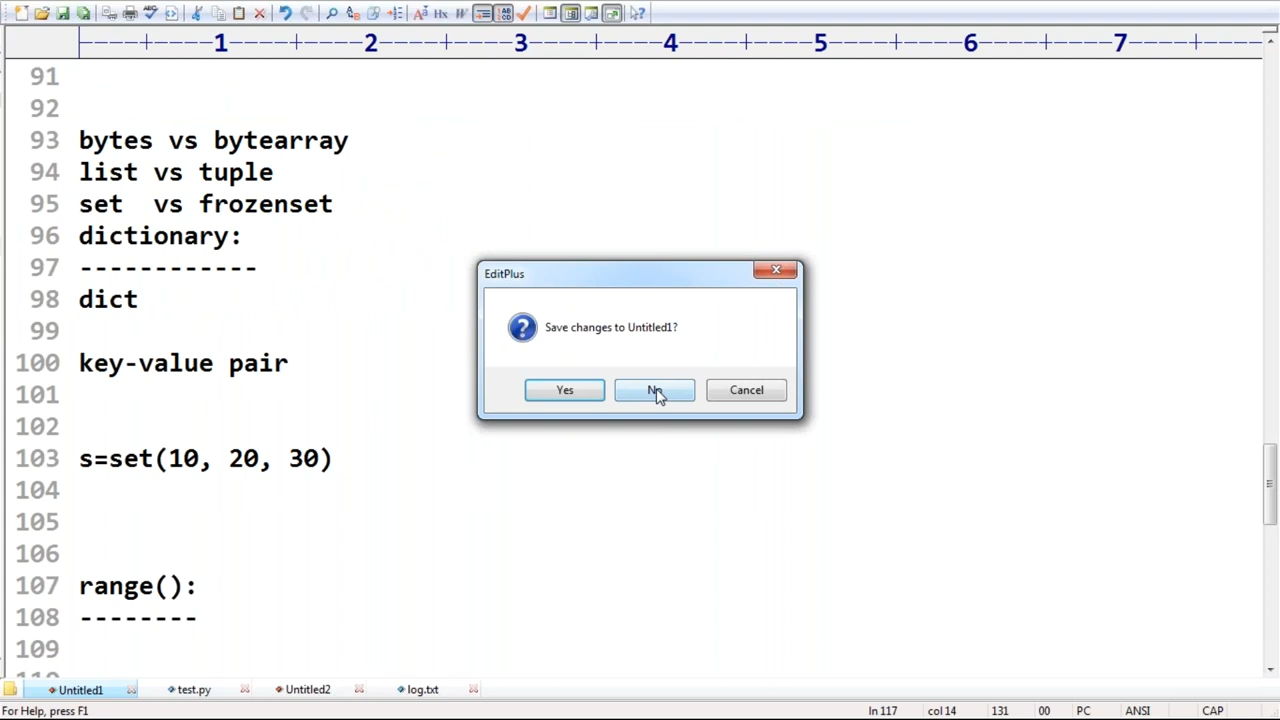 1 2 3 4 5 6 7
91
92
93 bytes vs bytearray
94 list vs tuple
95 set  vs frozenset
96 dictionary:
97 ------------
98 dict
99
100 key-value pair
101
102
103 s=set(10, 20, 30)
104
105
106
107 range():
108 --------
109
EditPlus
Save changes to Untitled1?
Yes No Cancel
Untitled1 test.py Untitled2 log.txt
For Help, press F1 ln 117 col 14 131 00 PC ANSI CAP